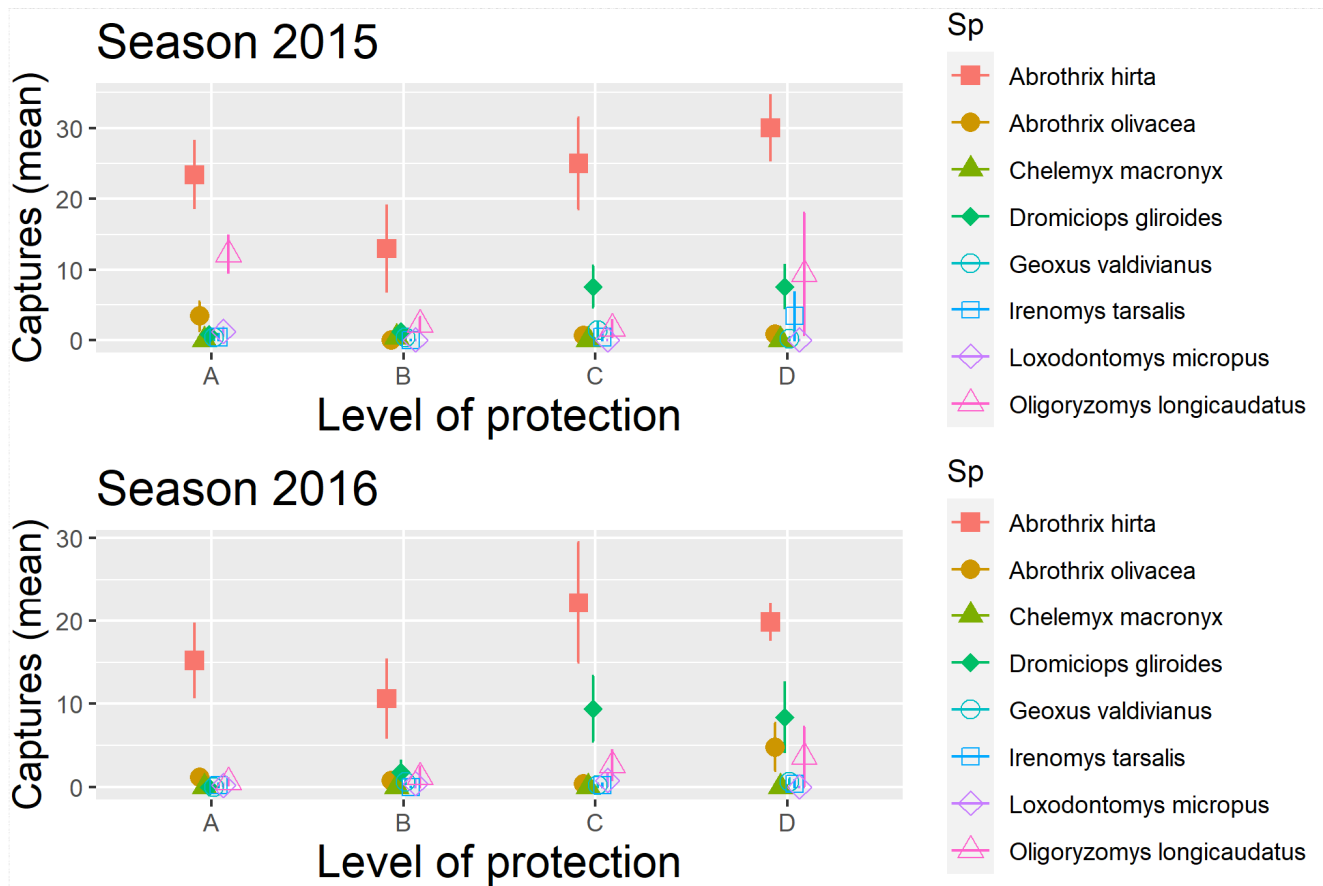 Season 2015
Captures (mean)
30
20
10
0
A B C D
Level of protection
Sp
Abrothrix hirta
Abrothrix olivacea
Chelemyx macronyx
Dromiciops gliroides
Geoxus valdivianus
Irenomys tarsalis
Loxodontomys micropus
Oligoryzomys longicaudatus
Season 2016
Captures (mean)
30
20
10
0
A B C D
Level of protection
Sp
Abrothrix hirta
Abrothrix olivacea
Chelemyx macronyx
Dromiciops gliroides
Geoxus valdivianus
Irenomys tarsalis
Loxodontomys micropus
Oligoryzomys longicaudatus